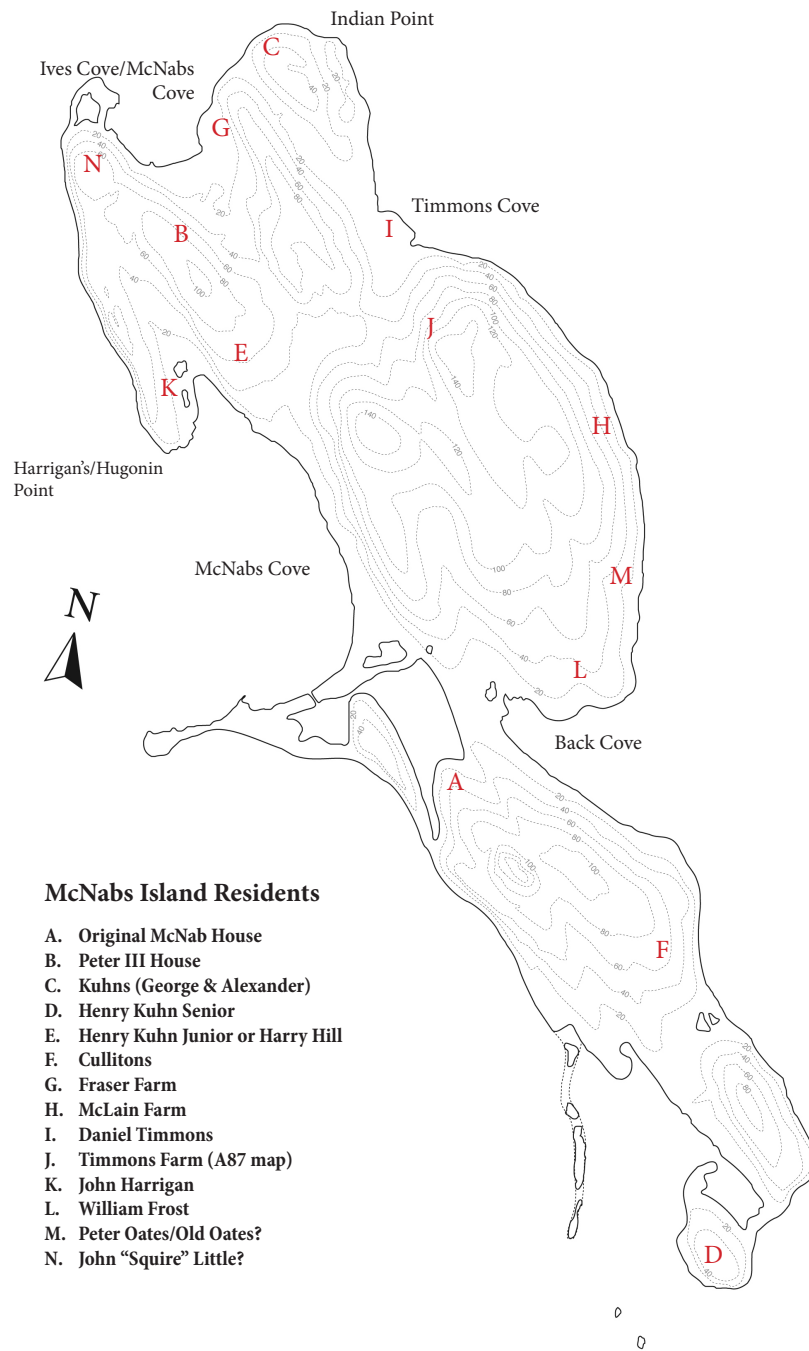 Indian Point
C
Ives Cove/McNabs
Cove
G
N
Timmons Cove
I
B
J
E
K
H
Harrigan's/Hugonin
Point
McNabs Cove
M
N
L
Back Cove
A
McNabs Island Residents
A. Original McNab House
B. Peter III House
C. Kuhns (George & Alexander)
D. Henry Kuhn Senior
E. Henry Kuhn Junior or Harry Hill
F. Cullitons
G. Fraser Farm
H. McLain Farm
I. Daniel Timmons
J. Timmons Farm (A87 map)
K. John Harrigan
L. William Frost
M. Peter Oates/Old Oates?
N. John “Squire” Little?
F
D